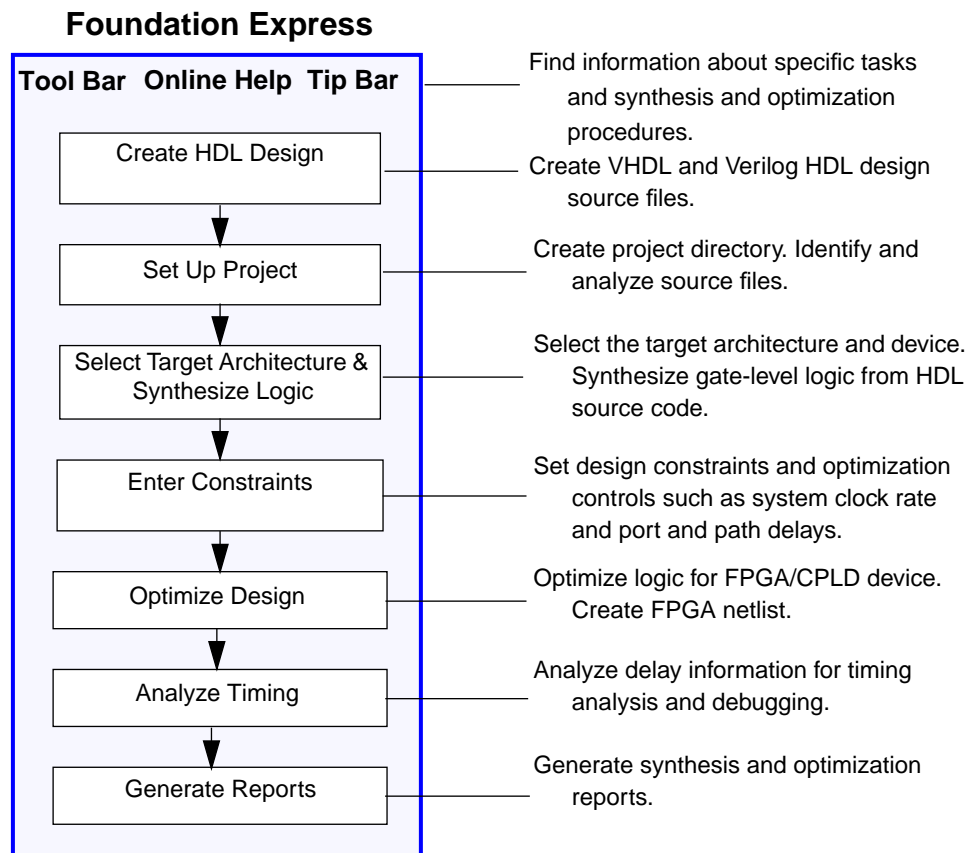 Foundation Express
Tool Bar Online Help Tip Bar
Find information about specific tasks
and synthesis and optimization
procedures.
Create HDL Design
Create VHDL and Verilog HDL design
source files.
Set Up Project
Create project directory. Identify and
analyze source files.
Select Target Architecture &
Synthesize Logic
Select the target architecture and device.
Synthesize gate-level logic from HDL
source code.
Enter Constraints
Set design constraints and optimization
controls such as system clock rate
and port and path delays.
Optimize Design
Optimize logic for FPGA/CPLD device.
Create FPGA netlist.
Analyze Timing
Analyze delay information for timing
analysis and debugging.
Generate Reports
Generate synthesis and optimization
reports.